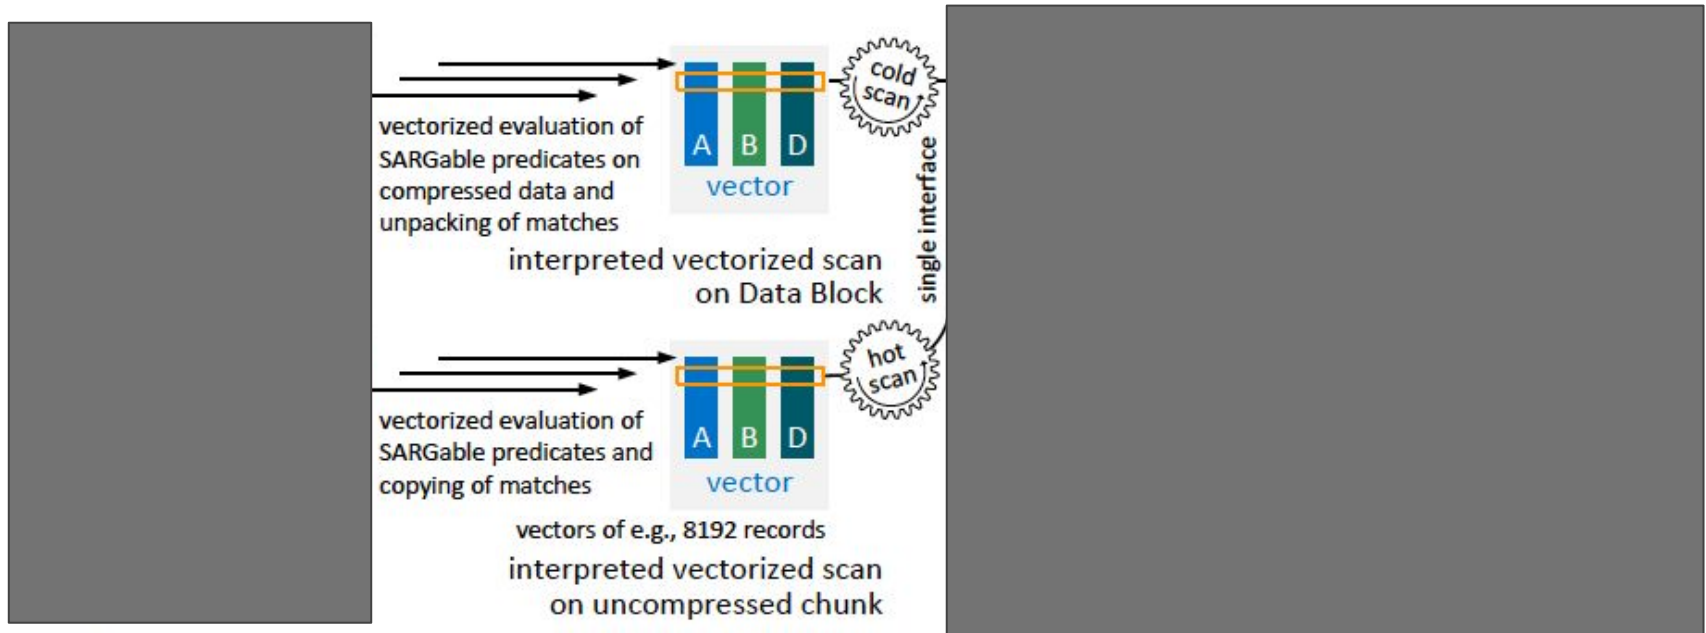 vectorized evaluation of
SARGable predicates on
compressed data and
unpacking of matches
A B D
vector
cold
scan
interpreted vectorized scan
on Data Block
single interface
vectorized evaluation of
SARGable predicates and
copying of matches
A B D
vector
hot
scan
vectors of e.g., 8192 records
interpreted vectorized scan
on uncompressed chunk